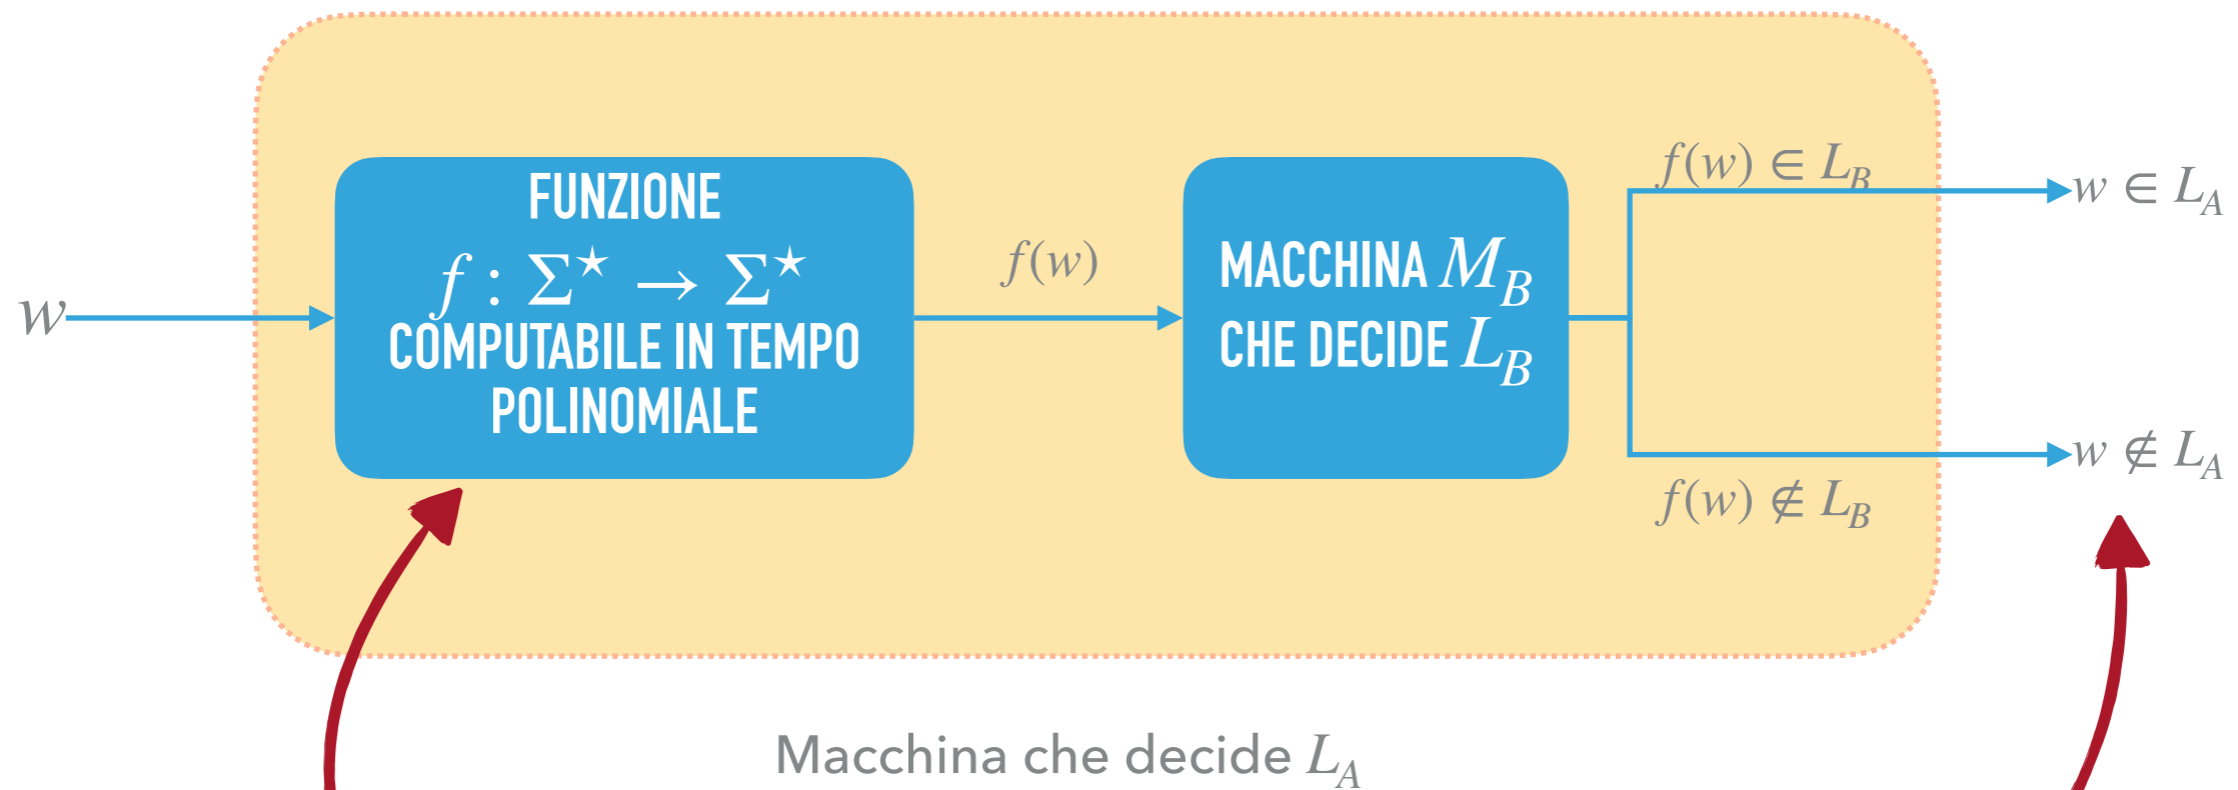 w
FUNZIONE
f : Σ⋆ → Σ⋆
COMPUTABILE IN TEMPO
POLINOMIALE
f(w)
MACCHINA M_B
CHE DECIDE L_B
f(w) ∈ L_B
w ∈ L_A
f(w) ∉ L_B
w ∉ L_A
Macchina che decide L_A